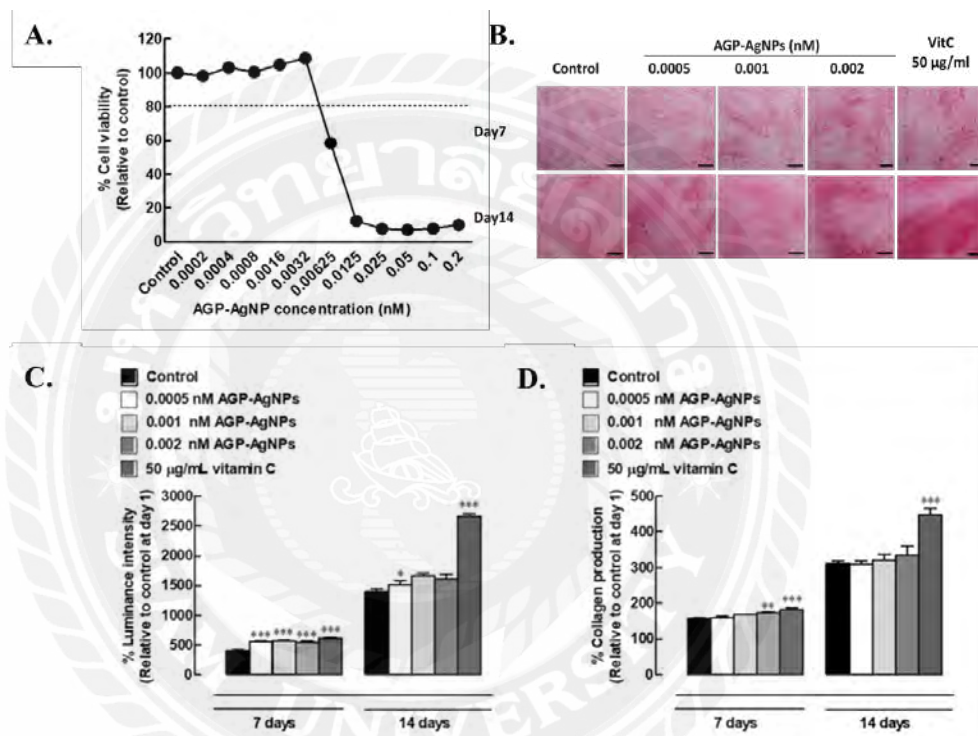 A.
% Cell viability
(Relative to control)
120
100
80
60
40
20
0
Control
0.0002
0.0004
0.0008
0.0016
0.0032
0.00625
0.0125
0.025
0.05
0.1
0.2
AGP-AgNP concentration (nM)
B.
AGP-AgNPs (nM)
VitC
50 µg/ml
Control
0.0005
0.001
0.002
Day7
Day14
C.
Control
0.0005 nM AGP-AgNPs
0.001 nM AGP-AgNPs
0.002 nM AGP-AgNPs
50 µg/mL vitamin C
% Luminance intensity
(Relative to control at day 1)
3000
2500
2000
1500
1000
500
0
***
***
***
***
*
***
7 days
14 days
D.
Control
0.0005 nM AGP-AgNPs
0.001 nM AGP-AgNPs
0.002 nM AGP-AgNPs
50 µg/mL vitamin C
% Collagen production
(Relative to control at day 1)
500
400
300
200
100
0
**
***
***
7 days
14 days
UNIVERSITY